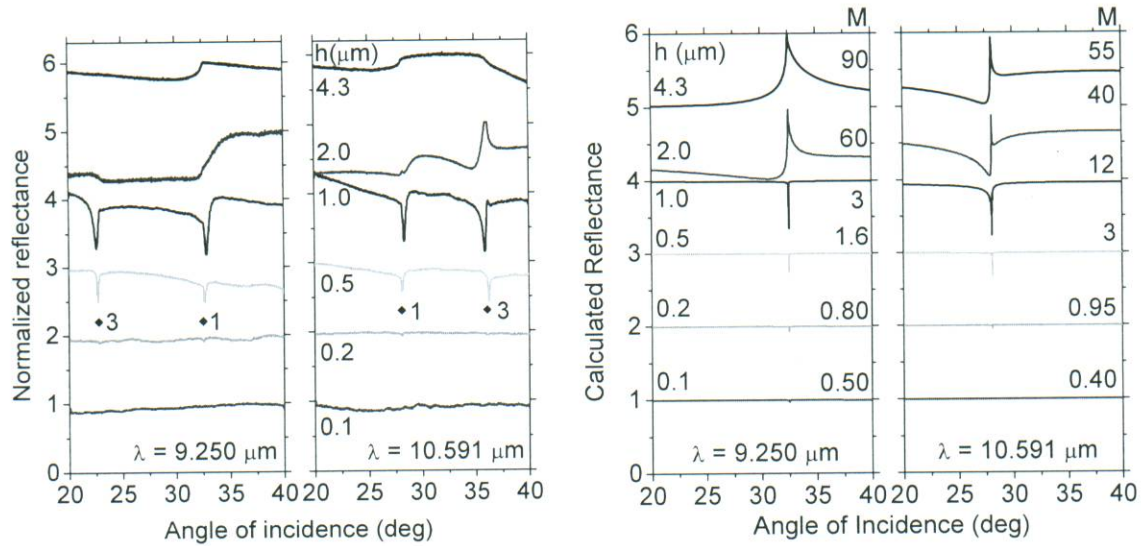 h(μm)
4.3
2.0
1.0
0.5
0.2
0.1
◆3
◆1
◆1
◆3
λ = 9.250 μm
λ = 10.591 μm
6
5
4
3
2
1
0
20 25 30 35 40
20 25 30 35 40
Normalized reflectance
Angle of incidence (deg)
M
M
h (μm)
4.3
90
55
40
2.0
60
12
1.0
3
0.5
1.6
3
0.2
0.80
0.95
0.1
0.50
0.40
λ = 9.250 μm
λ = 10.591 μm
6
5
4
3
2
1
0
20 25 30 35 40
20 25 30 35 40
Calculated Reflectance
Angle of Incidence (deg)